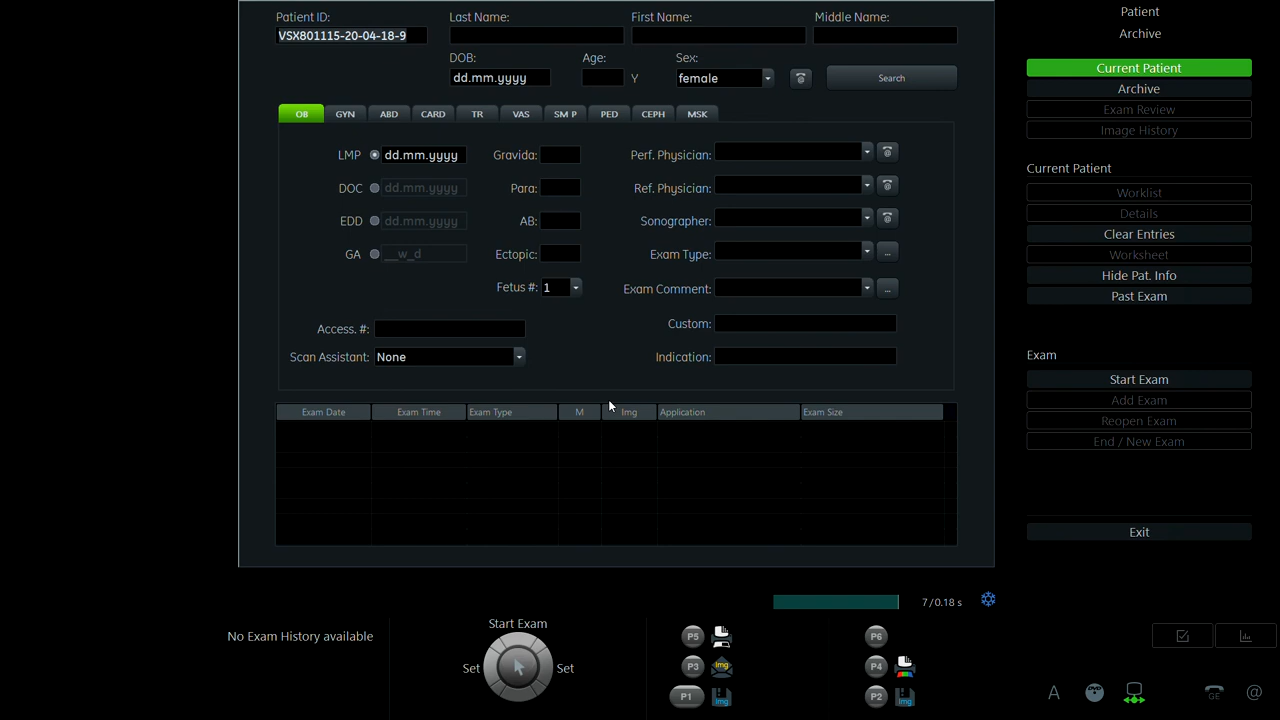 Patient ID: Last Name: First Name: Middle Name:
VSX801115-20-04-18-9
DOB: Age: Sex:
dd.mm.yyyy Y female Search
OB GYN ABD CARD TR VAS SM P PED CEPH MSK
LMP dd.mm.yyyy Gravida: Perf. Physician:
DOC dd.mm.yyyy Para: Ref. Physician:
EDD dd.mm.yyyy AB: Sonographer:
GA __w_d Ectopic: Exam Type: ...
Fetus #: 1 Exam Comment: ...
Custom:
Access. #:
Scan Assistant: None Indication:
Exam Date Exam Time Exam Type M Img Application Exam Size
Patient
Archive
Current Patient
Archive
Exam Review
Image History
Current Patient
Worklist
Details
Clear Entries
Worksheet
Hide Pat. Info
Past Exam
Exam
Start Exam
Add Exam
Reopen Exam
End / New Exam
Exit
7/0.18 s
No Exam History available
Start Exam
Set Set
P5 P6
P3 Img P4
P1 Img P2 Img
A GE @